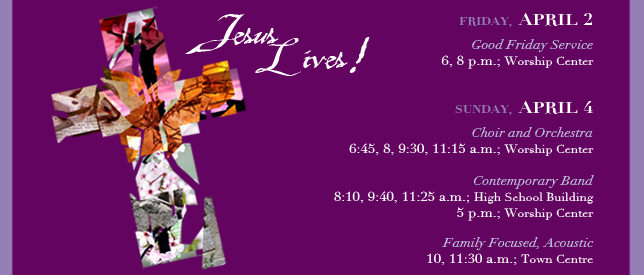 Jesus
Lives!
FRIDAY, APRIL 2
Good Friday Service
6, 8 p.m.; Worship Center
SUNDAY, APRIL 4
Choir and Orchestra
6:45, 8, 9:30, 11:15 a.m.; Worship Center
Contemporary Band
8:10, 9:40, 11:25 a.m.; High School Building
5 p.m.; Worship Center
Family Focused, Acoustic
10, 11:30 a.m.; Town Centre